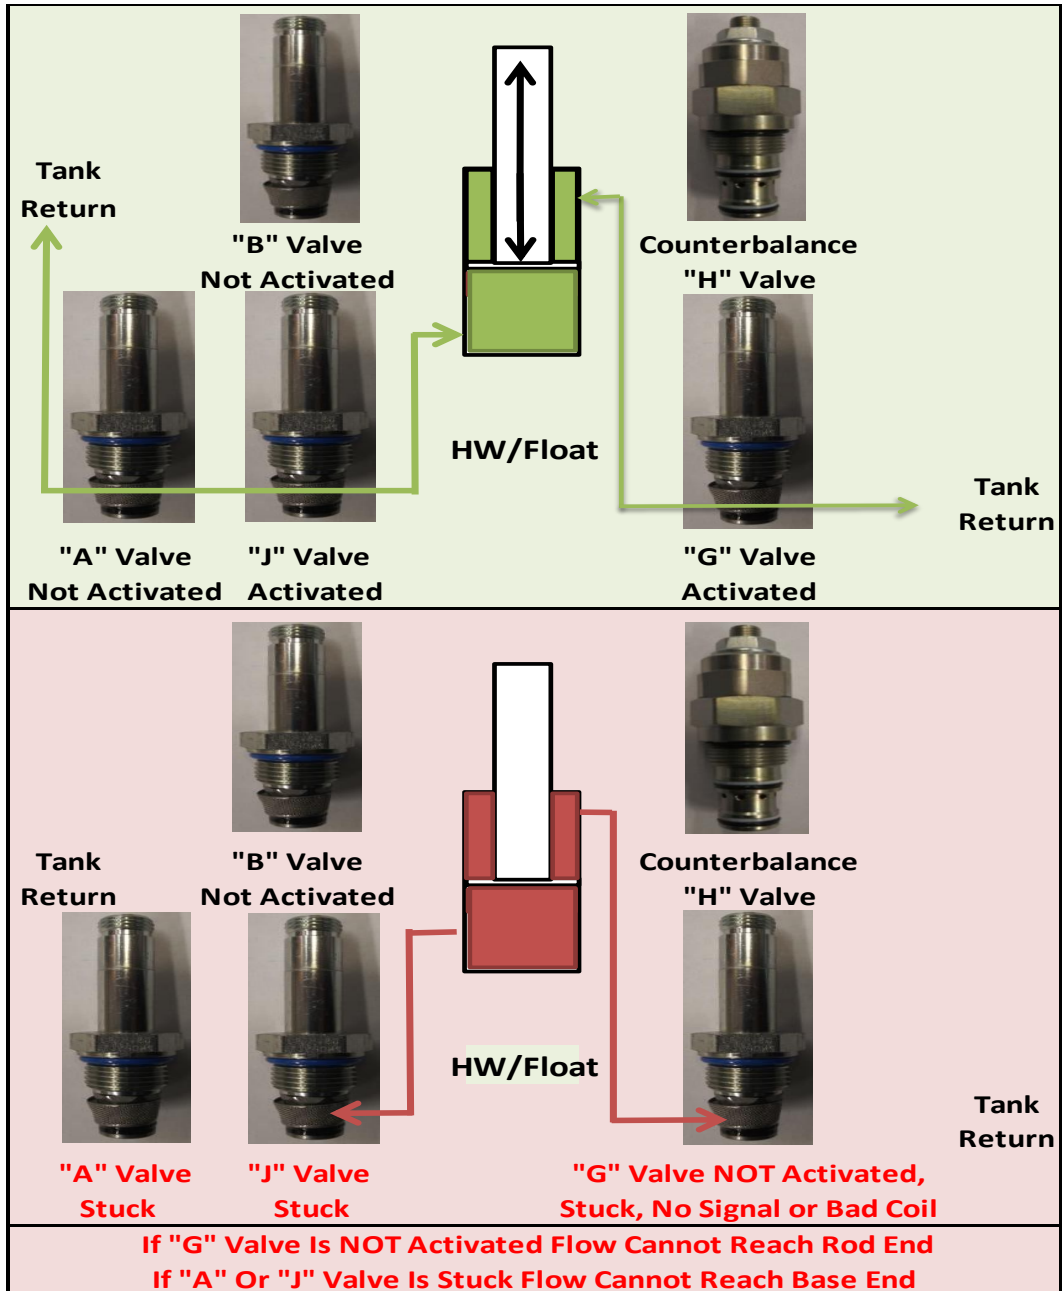 Tank
Return
"B" Valve
Not Activated
Counterbalance
"H" Valve
HW/Float
Tank
Return
"A" Valve
Not Activated
"J" Valve
Activated
"G" Valve
Activated
Tank
Return
"B" Valve
Not Activated
Counterbalance
"H" Valve
HW/Float
Tank
Return
"A" Valve
Stuck
"J" Valve
Stuck
"G" Valve NOT Activated,
Stuck, No Signal or Bad Coil
If "G" Valve Is NOT Activated Flow Cannot Reach Rod End
If "A" Or "J" Valve Is Stuck Flow Cannot Reach Base End